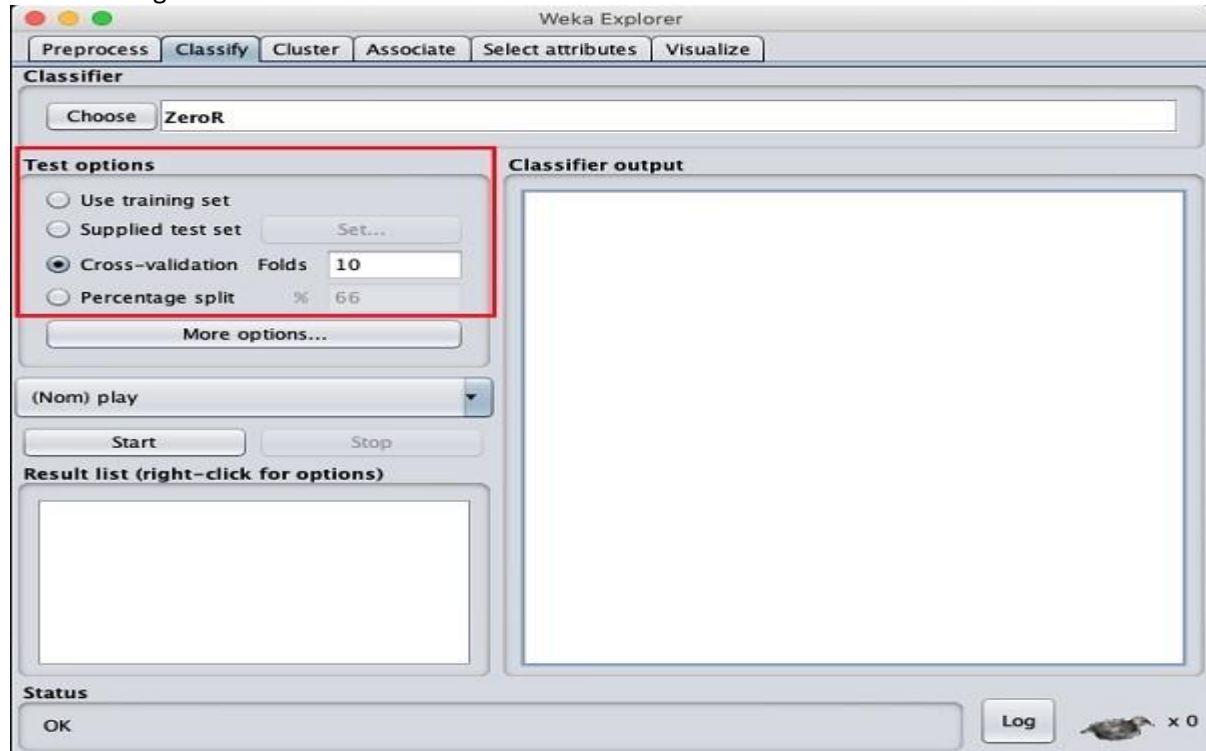 Weka Explorer
Preprocess Classify Cluster Associate Select attributes Visualize
Classifier
Choose ZeroR
Test options
Use training set
Supplied test set Set...
Cross-validation Folds 10
Percentage split % 66
More options...
(Nom) play
Start Stop
Result list (right-click for options)
Classifier output
Status
OK
Log x 0